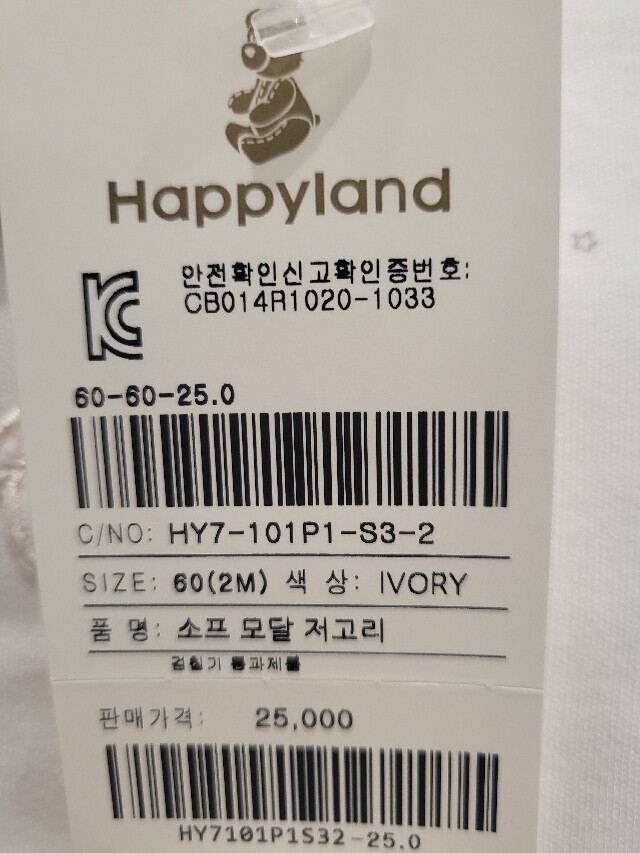 Happyland
안전확인신고확인증번호:
CB014R1020-1033
60-60-25.0
C/NO: HY7-101P1-S3-2
SIZE: 60(2M) 색 상: IVORY
품 명: 소프 모달 저고리
검침기 통과제품
판매가격: 25,000
HY7101P1S32-25.0